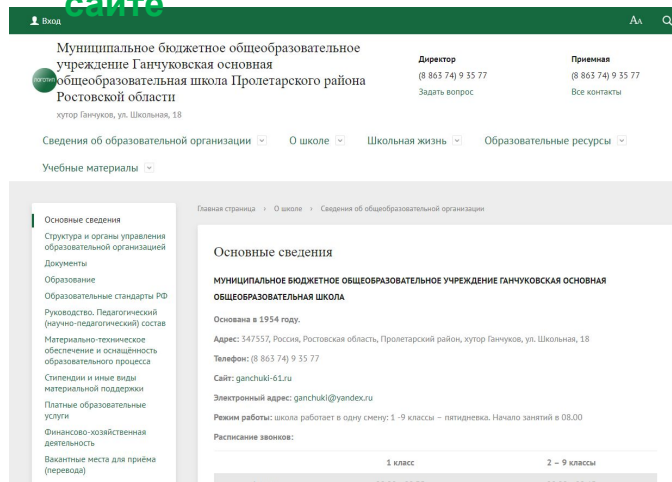 сайте
Вход
Муниципальное бюджетное общеобразовательное
учреждение Ганчуковская основная
общеобразовательная школа Пролетарского района
Ростовской области
логотип
хутор Ганчуков, ул. Школьная, 18
Директор
(8 863 74) 9 35 77
Задать вопрос
Приемная
(8 863 74) 9 35 77
Все контакты
Сведения об образовательной организации
О школе
Школьная жизнь
Образовательные ресурсы
Учебные материалы
Основные сведения
Структура и органы управления
образовательной организацией
Документы
Образование
Образовательные стандарты РФ
Руководство. Педагогический
(научно-педагогический) состав
Материально-техническое
обеспечение и оснащённость
образовательного процесса
Стипендии и иные виды
материальной поддержки
Платные образовательные
услуги
Финансово-хозяйственная
деятельность
Вакантные места для приёма
(перевода)
Главная страница › О школе › Сведения об общеобразовательной организации
Основные сведения
МУНИЦИПАЛЬНОЕ БЮДЖЕТНОЕ ОБЩЕОБРАЗОВАТЕЛЬНОЕ УЧРЕЖДЕНИЕ ГАНЧУКОВСКАЯ ОСНОВНАЯ
ОБЩЕОБРАЗОВАТЕЛЬНАЯ ШКОЛА
Основана в 1954 году.
Адрес: 347557, Россия, Ростовская область, Пролетарский район, хутор Ганчуков, ул. Школьная, 18
Телефон: (8 863 74) 9 35 77
Сайт: ganchuki-61.ru
Электронный адрес: ganchuki@yandex.ru
Режим работы: школа работает в одну смену: 1 -9 классы – пятидневка. Начало занятий в 08.00
Расписание звонков:
1 класс 2 – 9 классы